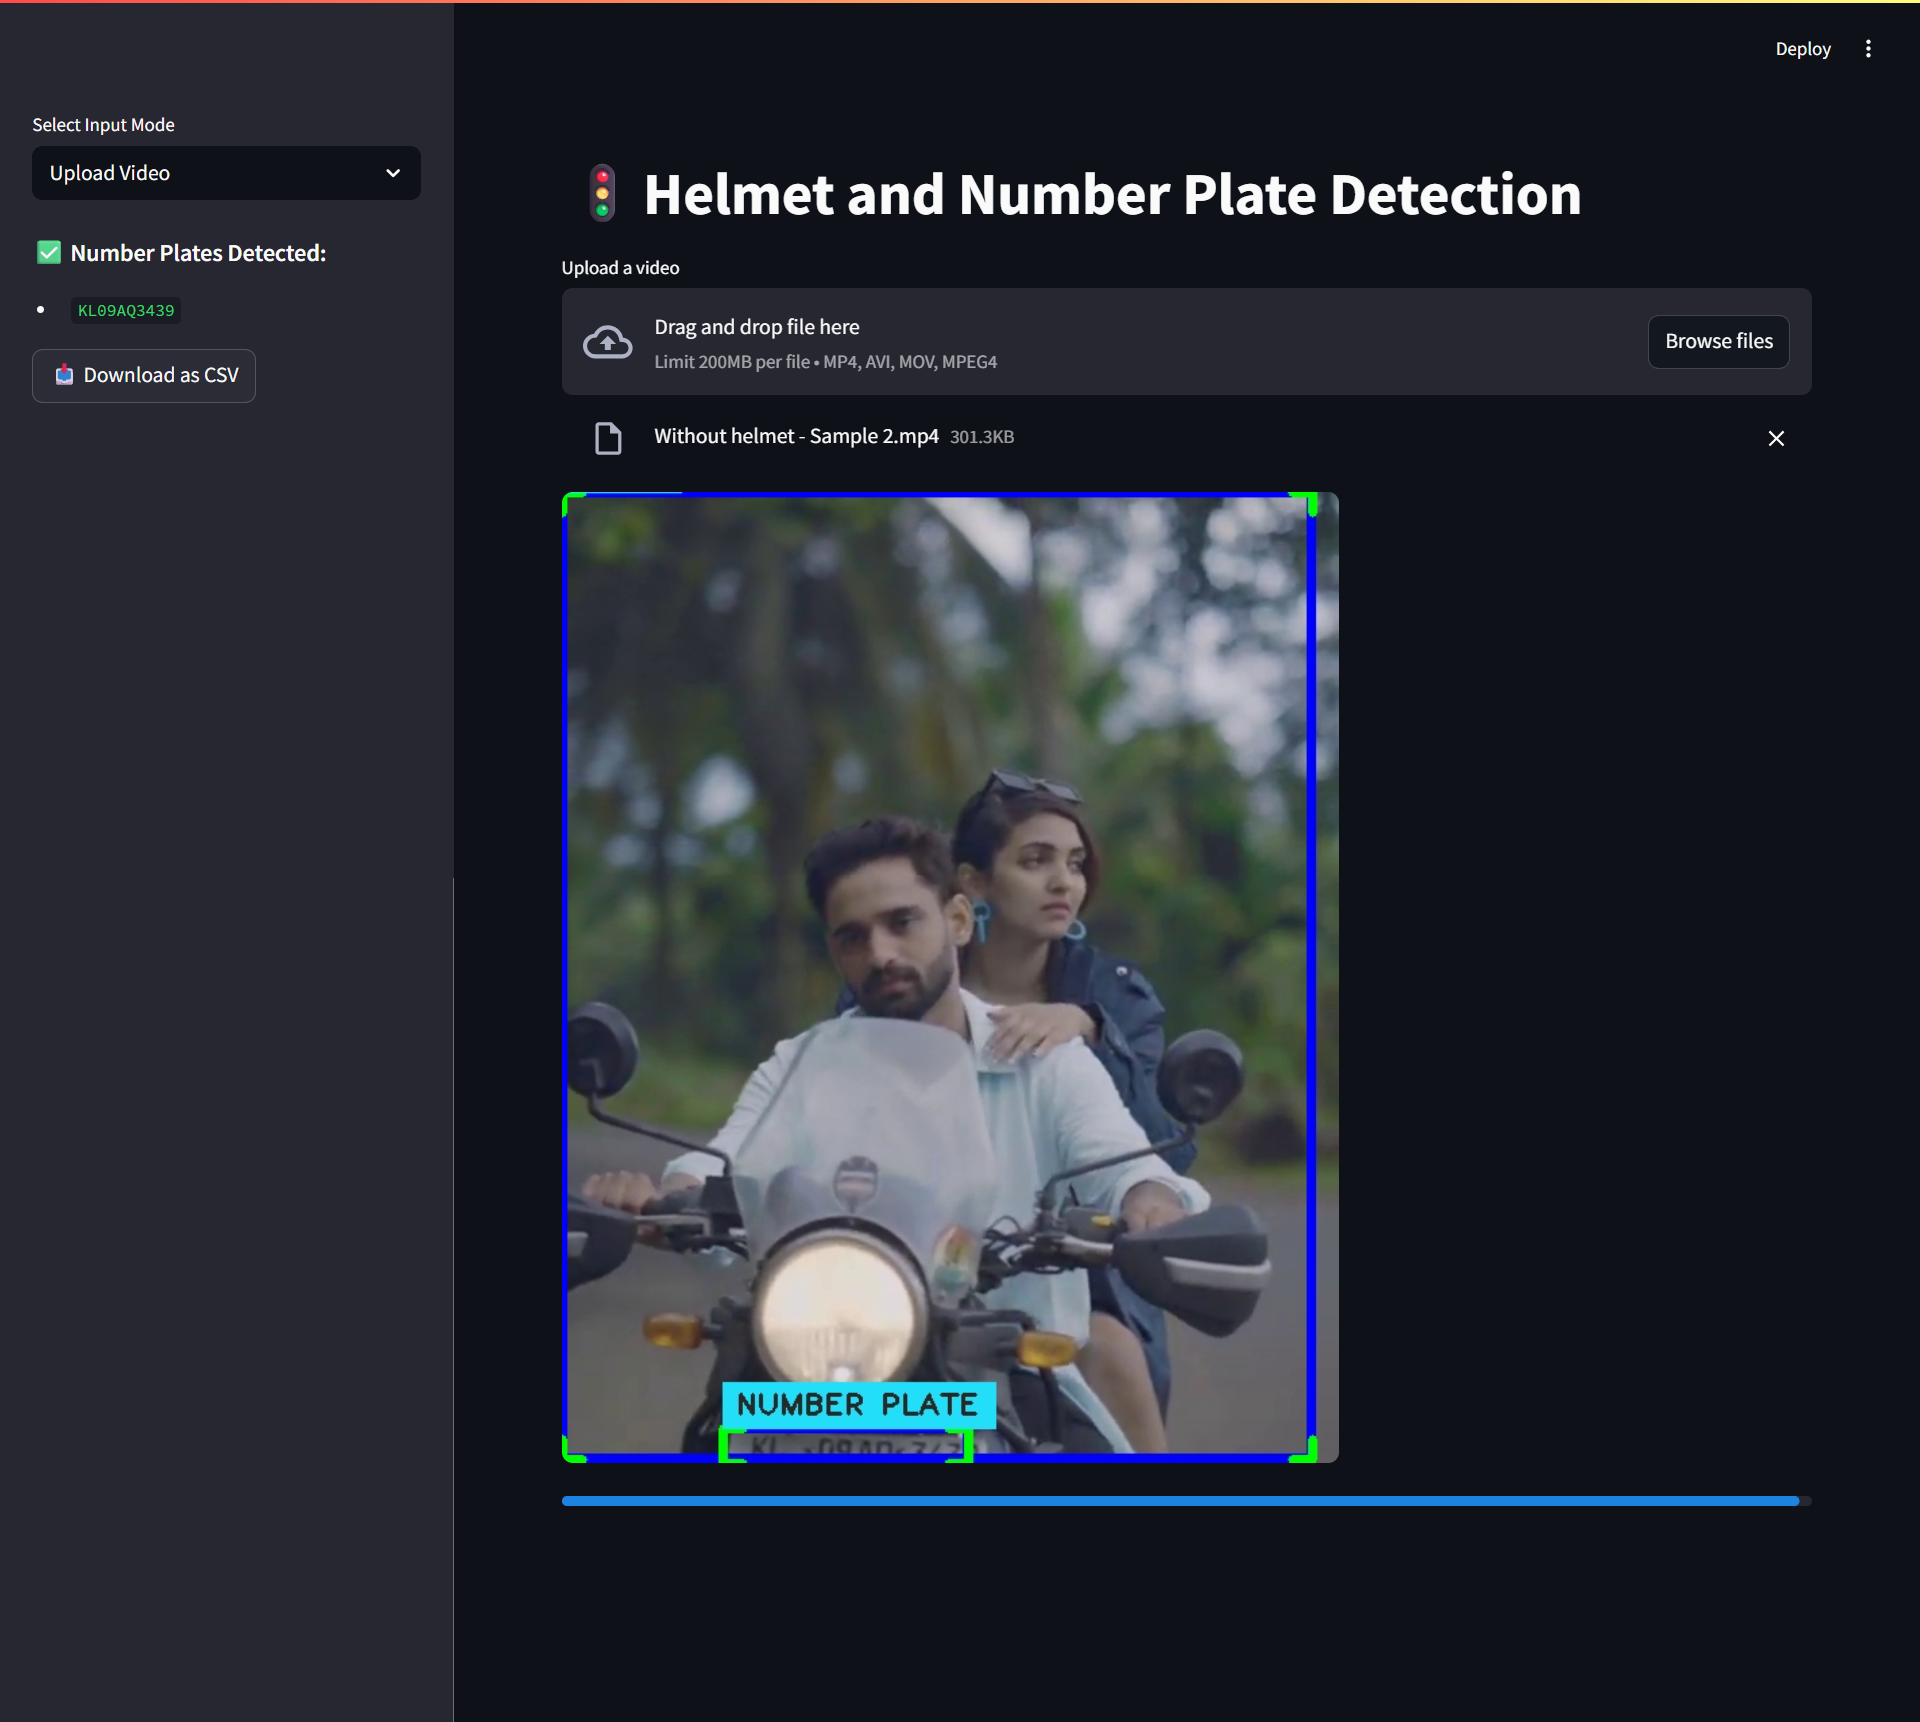 Deploy
Select Input Mode
Upload Video
Number Plates Detected:
KL09AQ3439
Download as CSV
Helmet and Number Plate Detection
Upload a video
Drag and drop file here
Limit 200MB per file • MP4, AVI, MOV, MPEG4
Browse files
Without helmet - Sample 2.mp4 301.3KB
NUMBER PLATE
KL